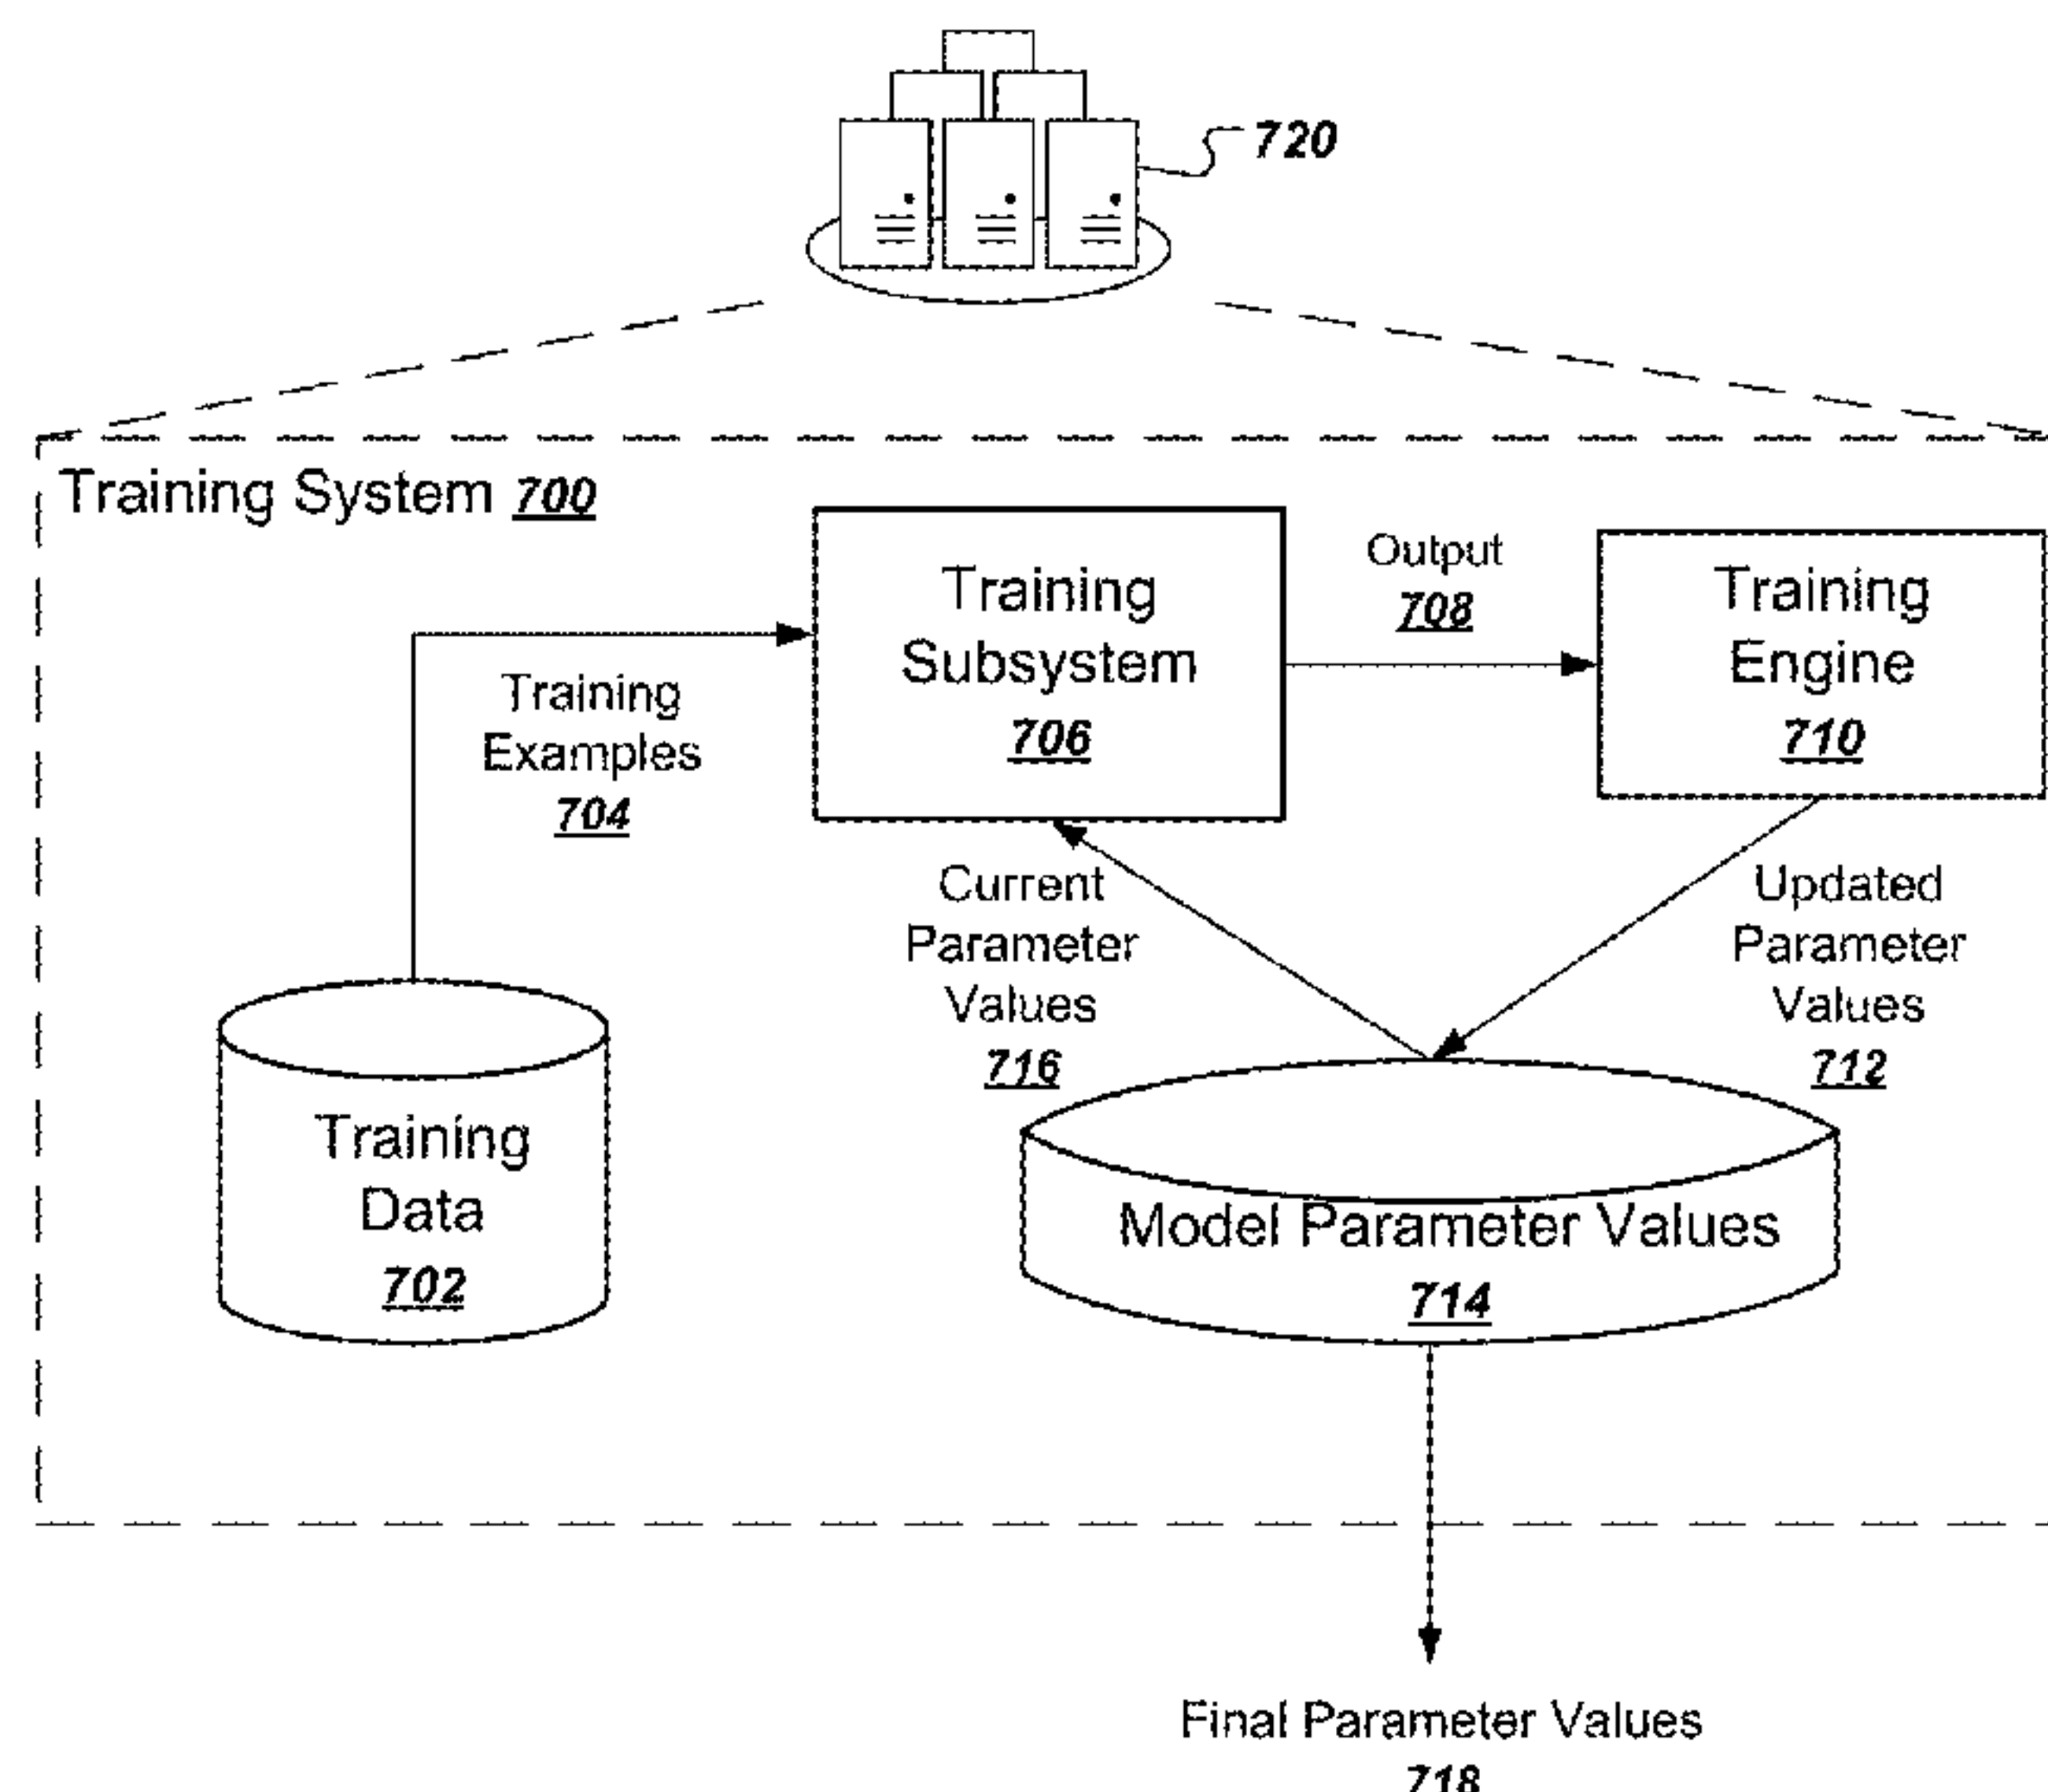 720
Training System 700
Training
Subsystem
706
Output
708
Training
Engine
710
Training
Examples
704
Current
Parameter
Values
716
Updated
Parameter
Values
712
Training
Data
702
Model Parameter Values
714
Final Parameter Values
718